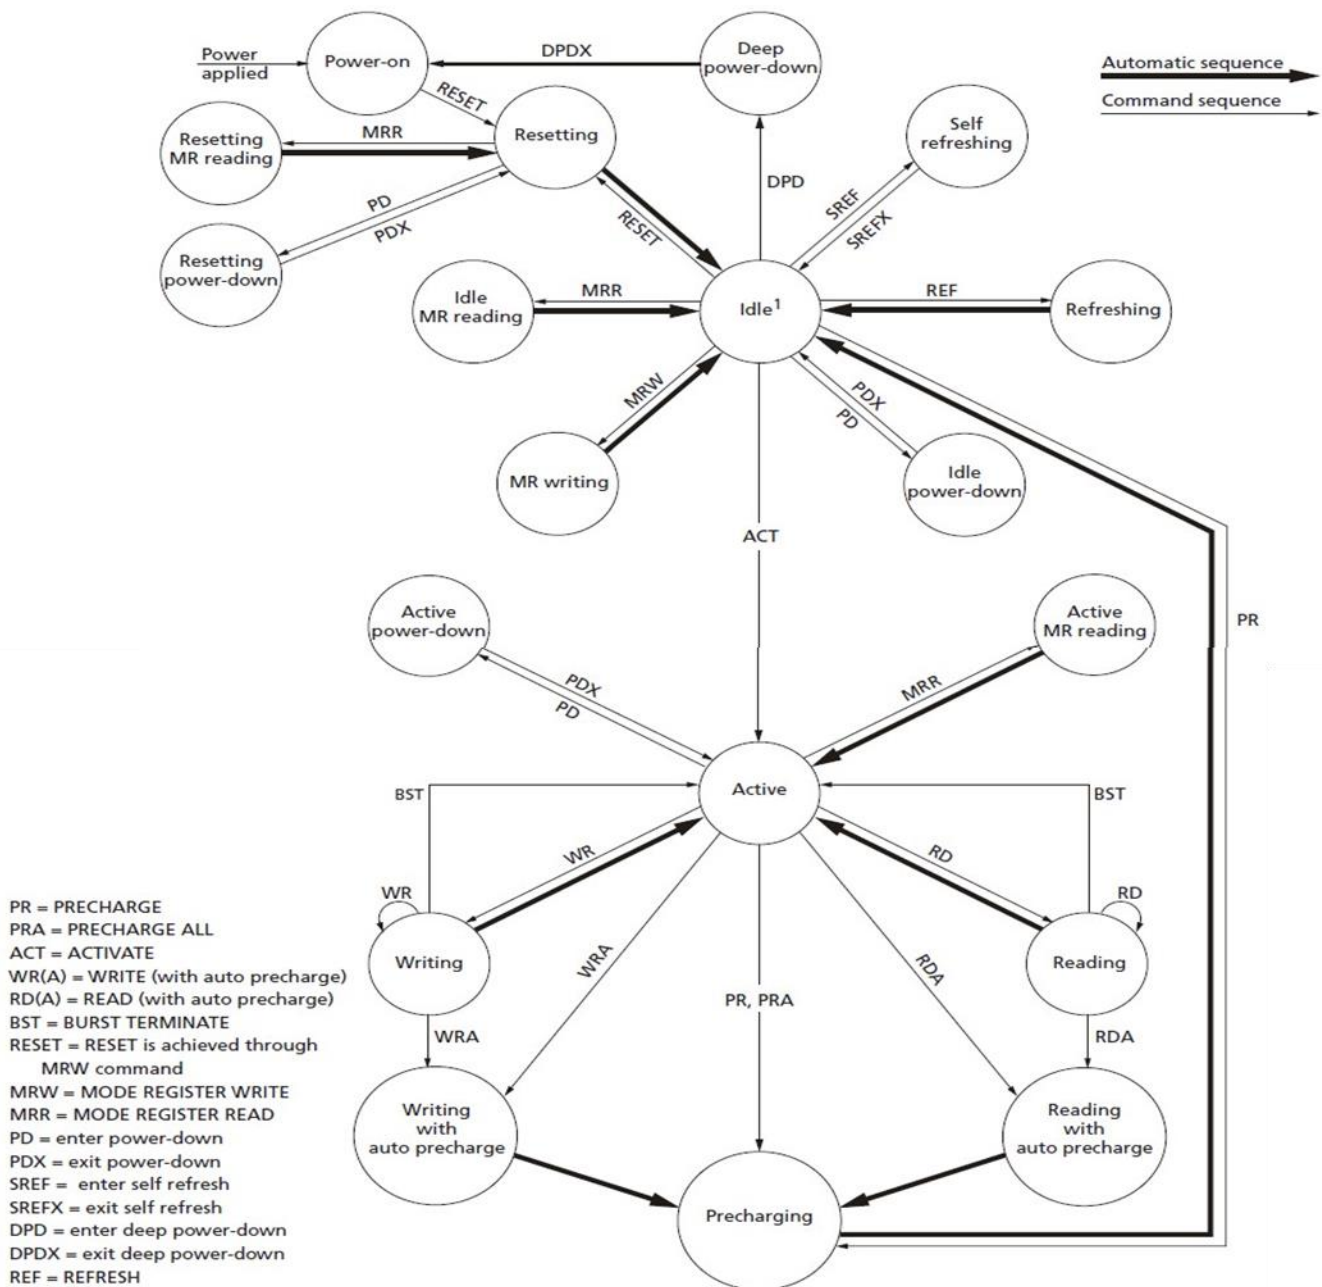 Power
applied
Power-on
DPDX
Deep
power-down
Automatic sequence
Command sequence
RESET
Resetting
MR reading
MRR
Resetting
Self
refreshing
DPD
SREF
SREFX
PD
PDX
RESET
Resetting
power-down
Idle
MR reading
MRR
Idle1
REF
Refreshing
MRW
PDX
PD
MR writing
Idle
power-down
ACT
Active
power-down
Active
MR reading
PR
PDX
PD
MRR
Active
BST
BST
WR
RD
WR
RD
Writing
Reading
WRA
PR, PRA
RDA
WRA
RDA
Writing
with
auto precharge
Reading
with
auto precharge
Precharging
PR = PRECHARGE
PRA = PRECHARGE ALL
ACT = ACTIVATE
WR(A) = WRITE (with auto precharge)
RD(A) = READ (with auto precharge)
BST = BURST TERMINATE
RESET = RESET is achieved through
MRW command
MRW = MODE REGISTER WRITE
MRR = MODE REGISTER READ
PD = enter power-down
PDX = exit power-down
SREF = enter self refresh
SREFX = exit self refresh
DPD = enter deep power-down
DPDX = exit deep power-down
REF = REFRESH